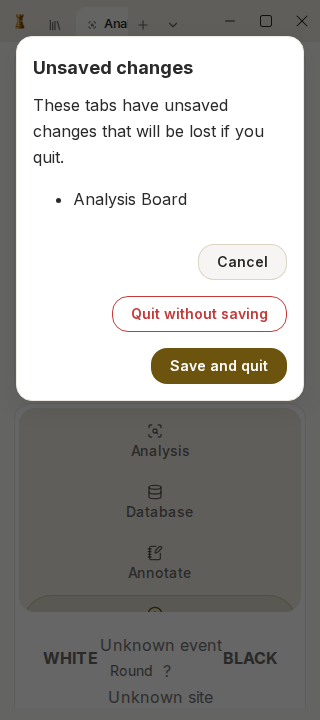 Ana
Unsaved changes
These tabs have unsaved
changes that will be lost if you
quit.
• Analysis Board
Cancel
Quit without saving
Save and quit
Analysis
Database
Annotate
Unknown event
WHITE
Round ?
BLACK
Unknown site